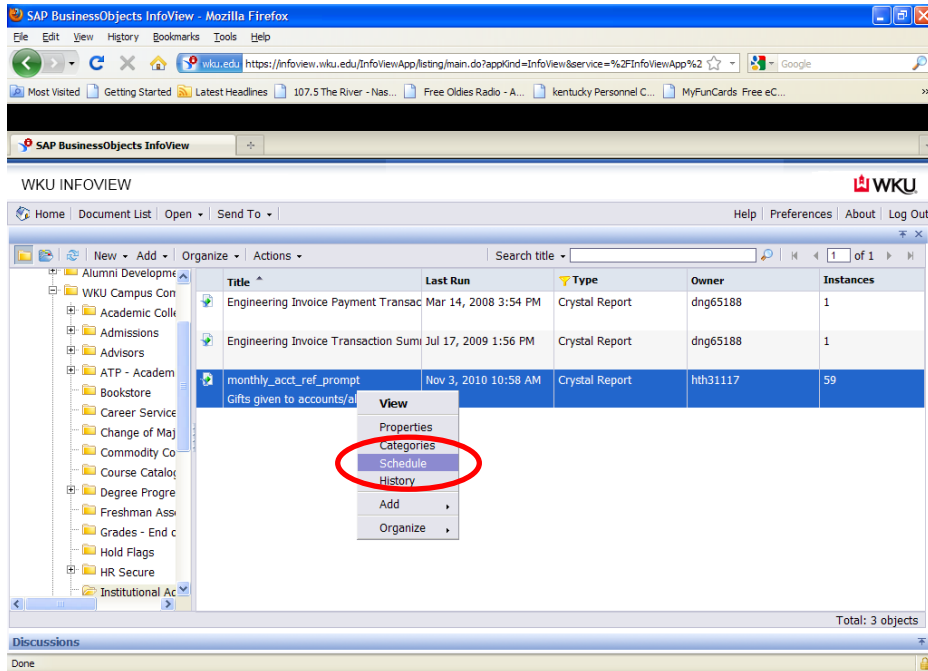 SAP BusinessObjects InfoView - Mozilla Firefox
File Edit View History Bookmarks Tools Help
wku.edu https://infoview.wku.edu/InfoViewApp/listing/main.do?appKind=InfoView&service=%2FInfoViewApp%2 Google
Most Visited Getting Started Latest Headlines 107.5 The River - Nas... Free Oldies Radio - A... kentucky Personnel C... MyFunCards Free eC... »
SAP BusinessObjects InfoView
WKU INFOVIEW WKU
Home Document List Open Send To Help Preferences About Log Out
New Add Organize Actions Search title 1 of 1
Alumni Developme
WKU Campus Com
Academic Colle
Admissions
Advisors
ATP - Academ
Bookstore
Career Service
Change of Maj
Commodity Co
Course Catalog
Degree Progre
Freshman Asse
Grades - End o
Hold Flags
HR Secure
Institutional Ac
Title Last Run Type Owner Instances
Engineering Invoice Payment Transac Mar 14, 2008 3:54 PM Crystal Report dng65188 1
Engineering Invoice Transaction Summ Jul 17, 2009 1:56 PM Crystal Report dng65188 1
monthly_acct_ref_prompt Nov 3, 2010 10:58 AM Crystal Report hth31117 59
Gifts given to accounts/al
View
Properties
Categories
Schedule
History
Add
Organize
Total: 3 objects
Discussions
Done